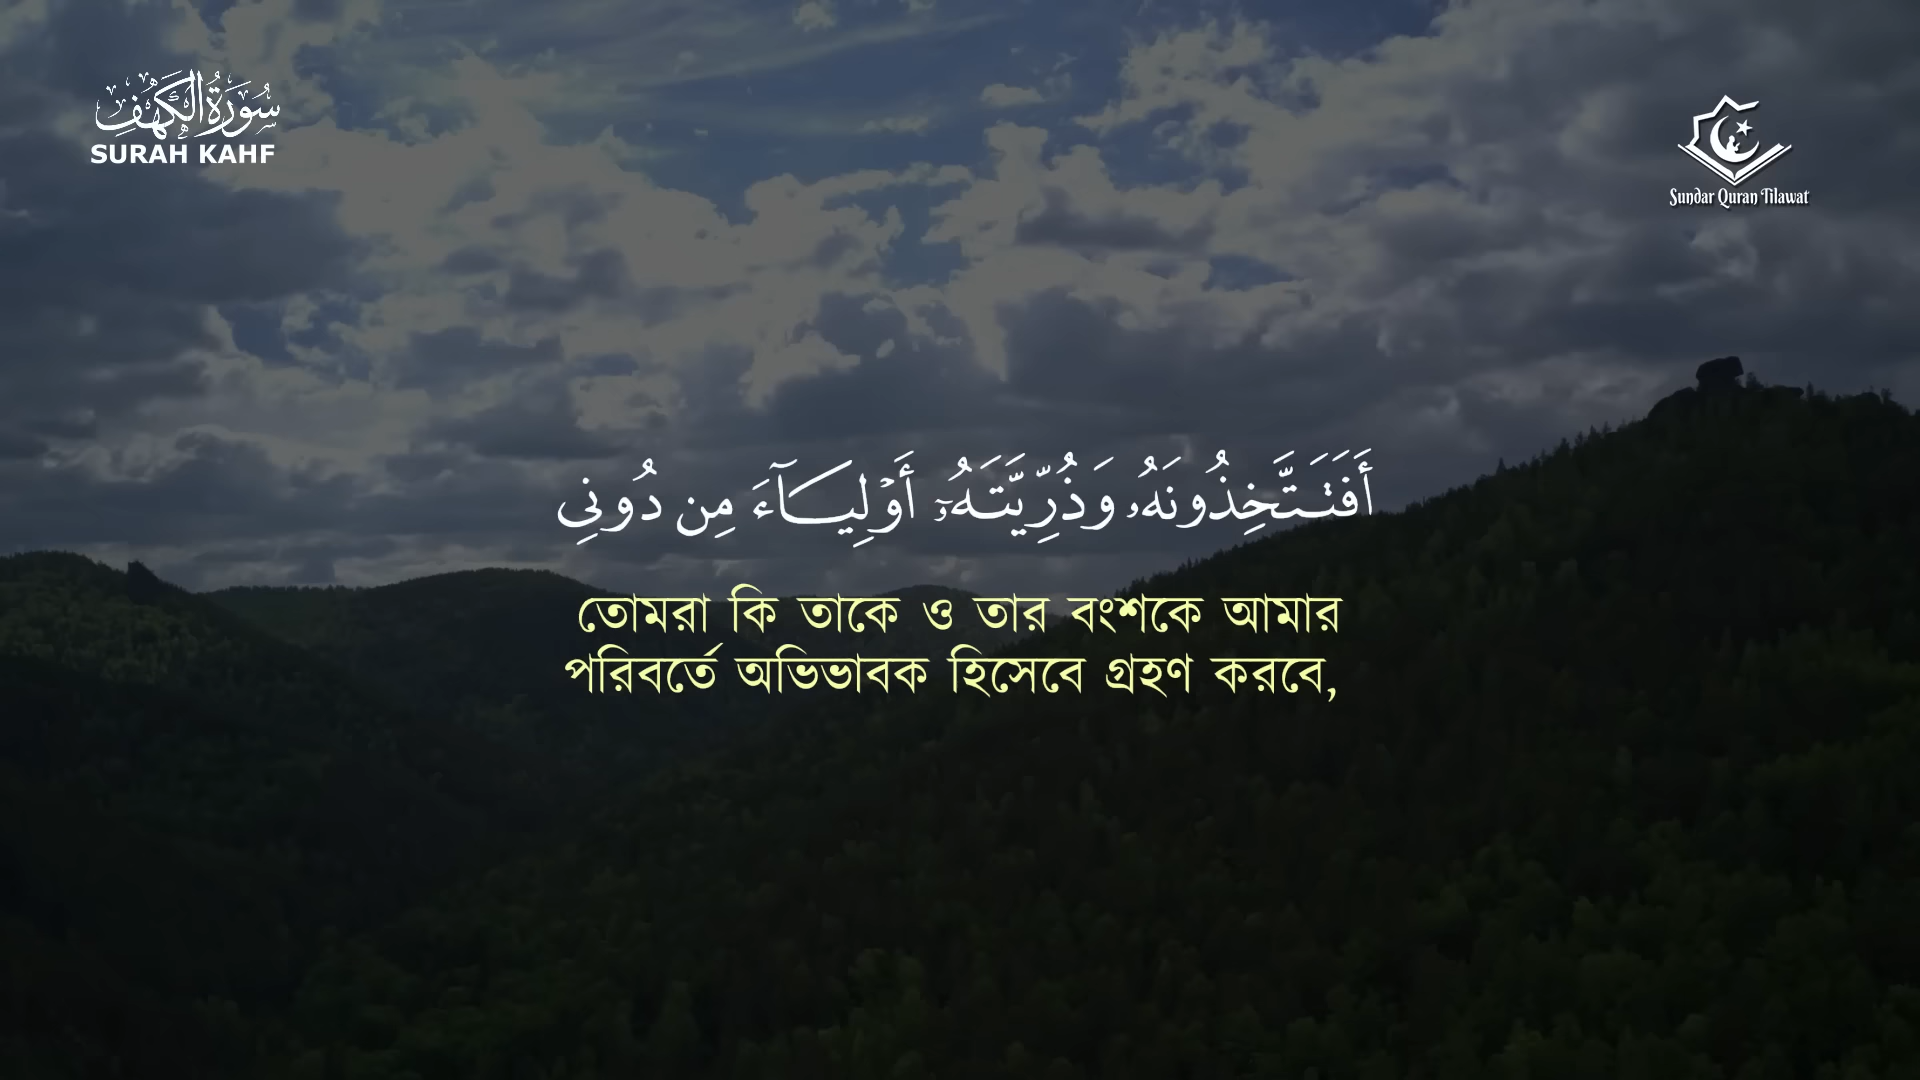 سُورَةُ الْكَهْفِ
SURAH KAHF
Sundar Quran Tilawat
أَفَتَتَّخِذُونَهُۥ وَذُرِّيَّتَهُۥٓ أَوْلِيَآءَ مِن دُونِى
তোমরা কি তাকে ও তার বংশকে আমার
পরিবর্তে অভিভাবক হিসেবে গ্রহণ করবে,